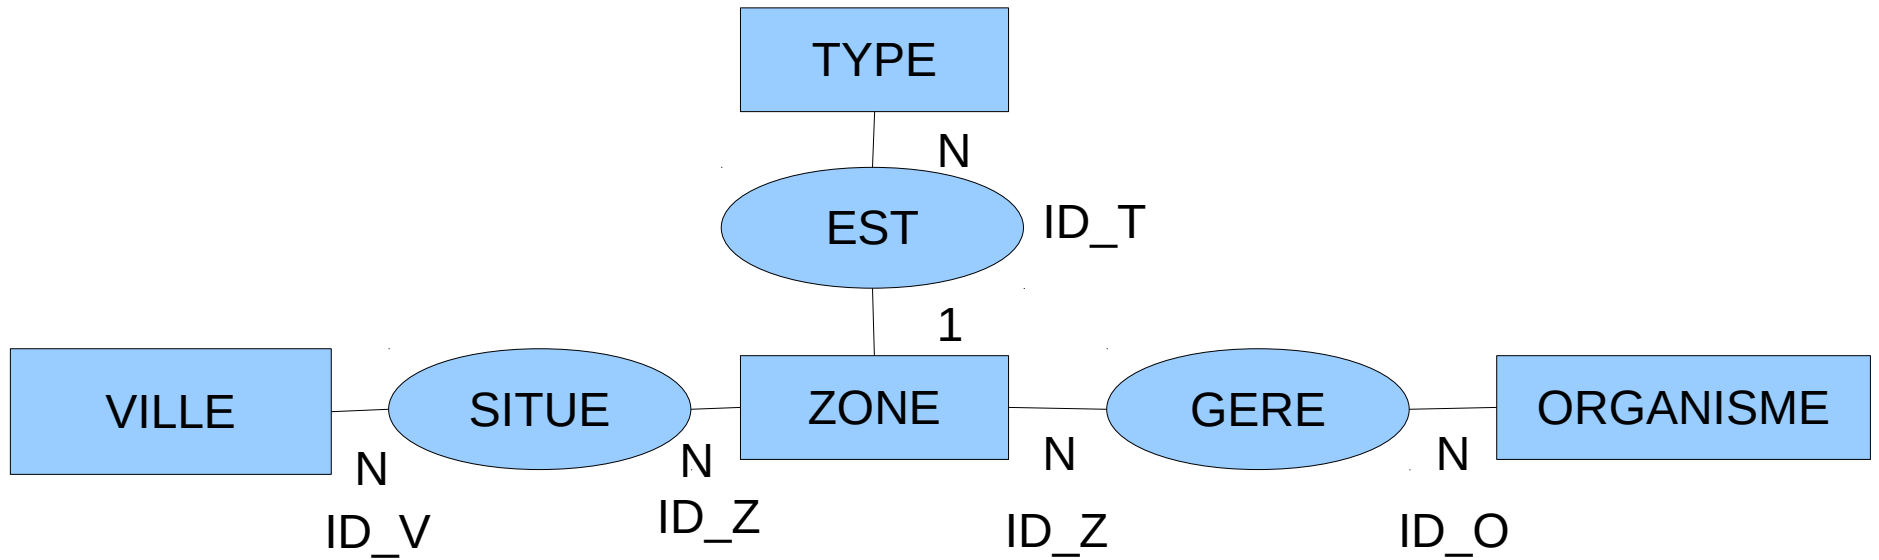 TYPE
N
EST
ID_T
1
VILLE
SITUE
ZONE
GERE
ORGANISME
N
N
N
N
ID_V
ID_Z
ID_Z
ID_O